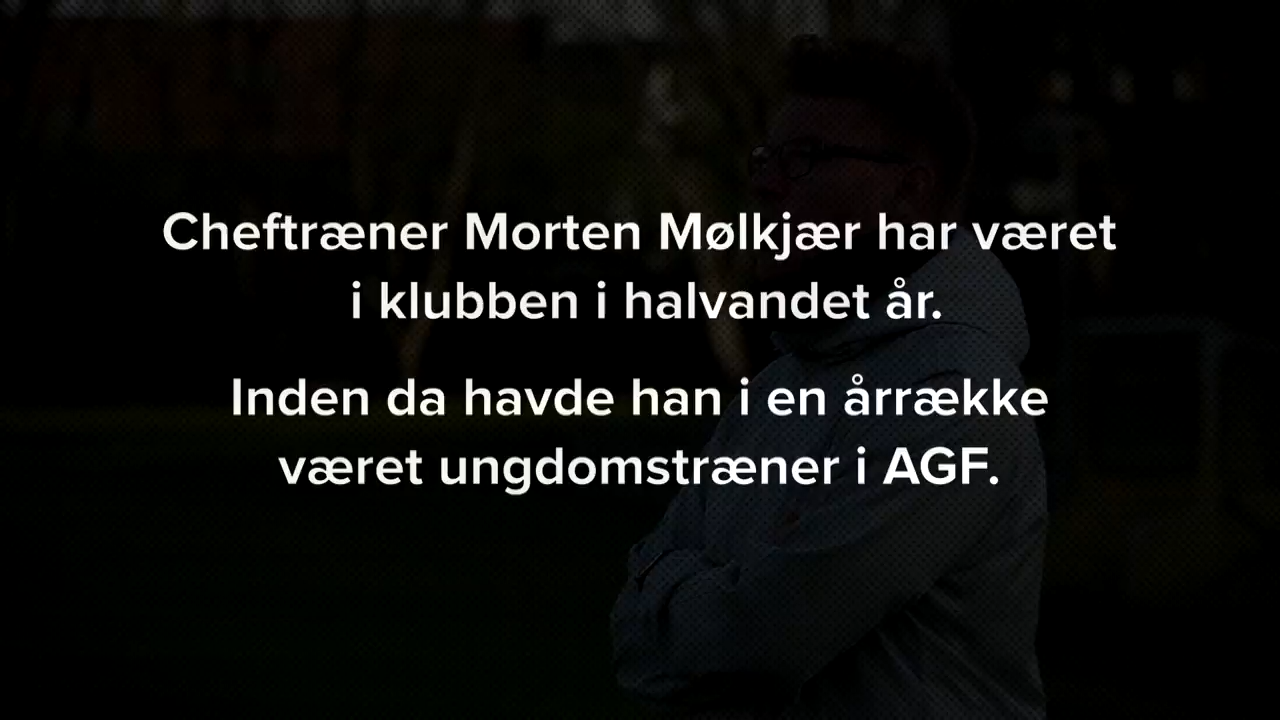 Cheftræner Morten Mølkjær har været
i klubben i halvandet år.
Inden da havde han i en årrække
været ungdomstræner i AGF.